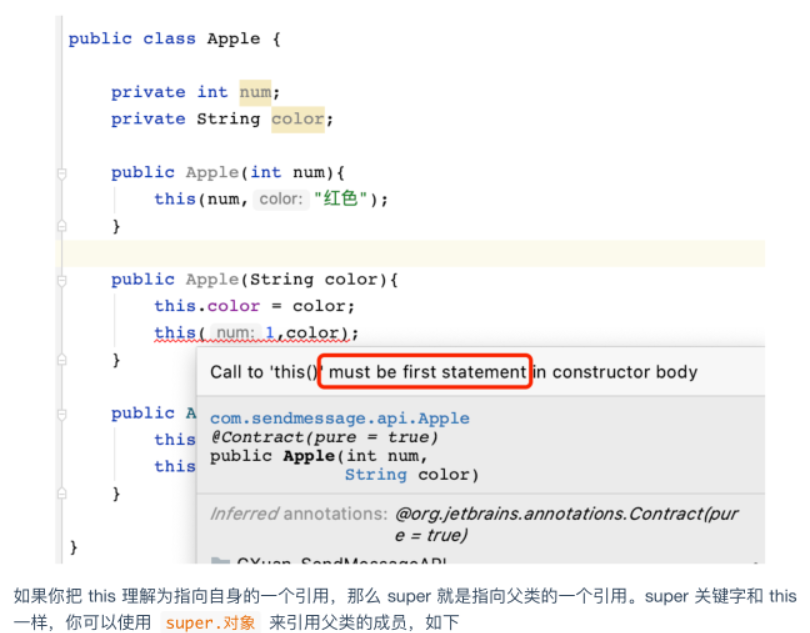 public class Apple {
private int num;
private String color;
public Apple(int num){
this(num, color: "红色");
}
public Apple(String color){
this.color = color;
this( num: 1,color);
}
Call to 'this()' must be first statement in constructor body
com.sendmessage.api.Apple
@Contract(pure = true)
public Apple(int num,
String color)
public A
this
this
}
Inferred annotations: @org.jetbrains.annotations.Contract(pur
e = true)
}
如果你把 this 理解为指向自身的一个引用，那么 super 就是指向父类的一个引用。super 关键字和 this
一样，你可以使用 super.对象 来引用父类的成员，如下